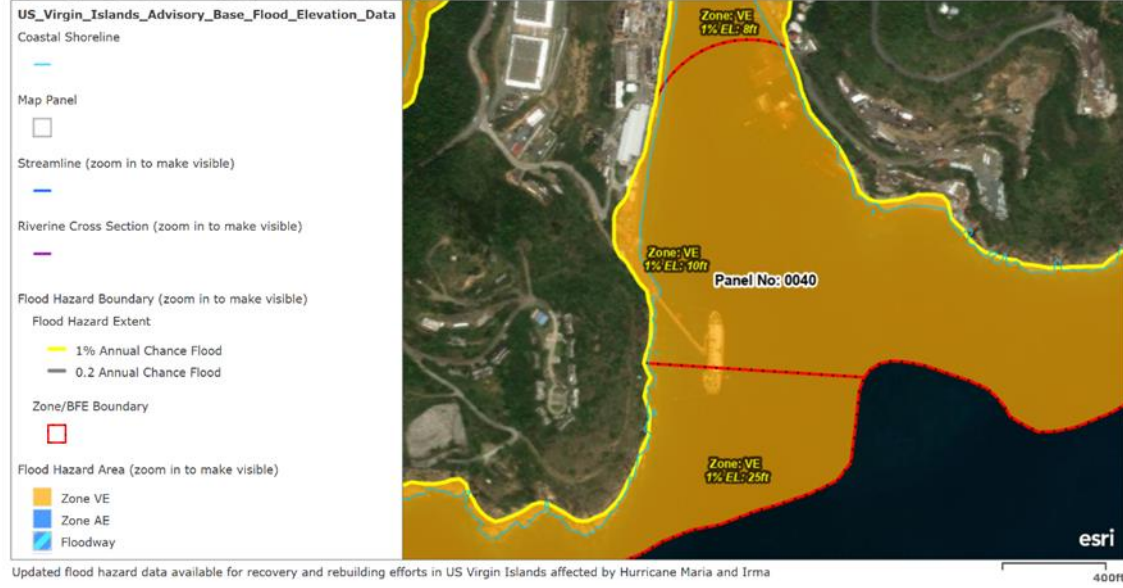 US_Virgin_Islands_Advisory_Base_Flood_Elevation_Data
Coastal Shoreline
Map Panel
Streamline (zoom in to make visible)
Riverine Cross Section (zoom in to make visible)
Flood Hazard Boundary (zoom in to make visible)
Flood Hazard Extent
1% Annual Chance Flood
0.2 Annual Chance Flood
Zone/BFE Boundary
Flood Hazard Area (zoom in to make visible)
Zone VE
Zone AE
Floodway
Zone: VE
1% EL: 8ft
Zone: VE
1% EL: 10ft
Panel No: 0040
Zone: VE
1% EL: 25ft
esri
Updated flood hazard data available for recovery and rebuilding efforts in US Virgin Islands affected by Hurricane Maria and Irma
400ft